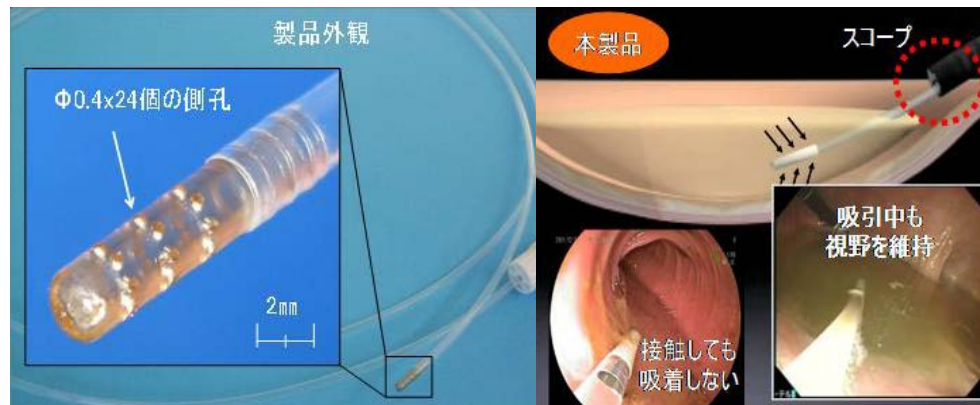 製品外観
Φ0.4x24個の側孔
2mm
本製品
スコープ
吸引中も
視野を維持
接触しても
吸着しない